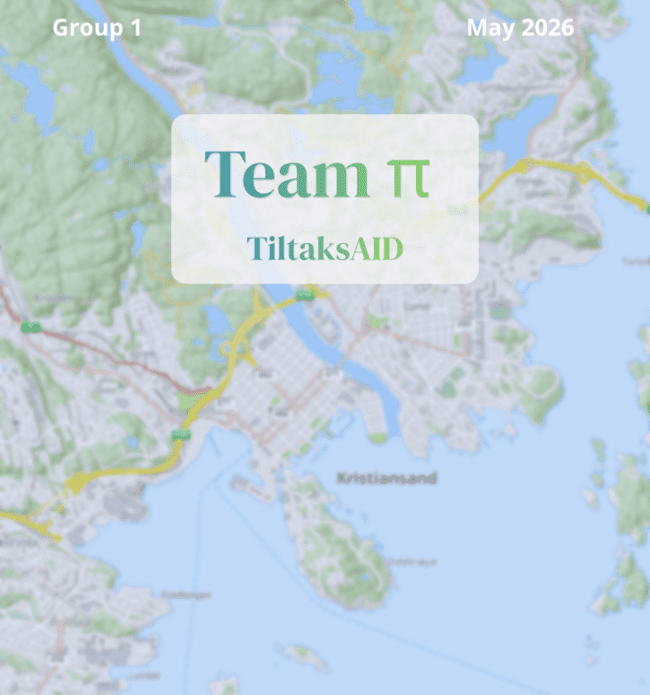 Group 1
May 2026
Team π
TiltaksAID
Kristiansand